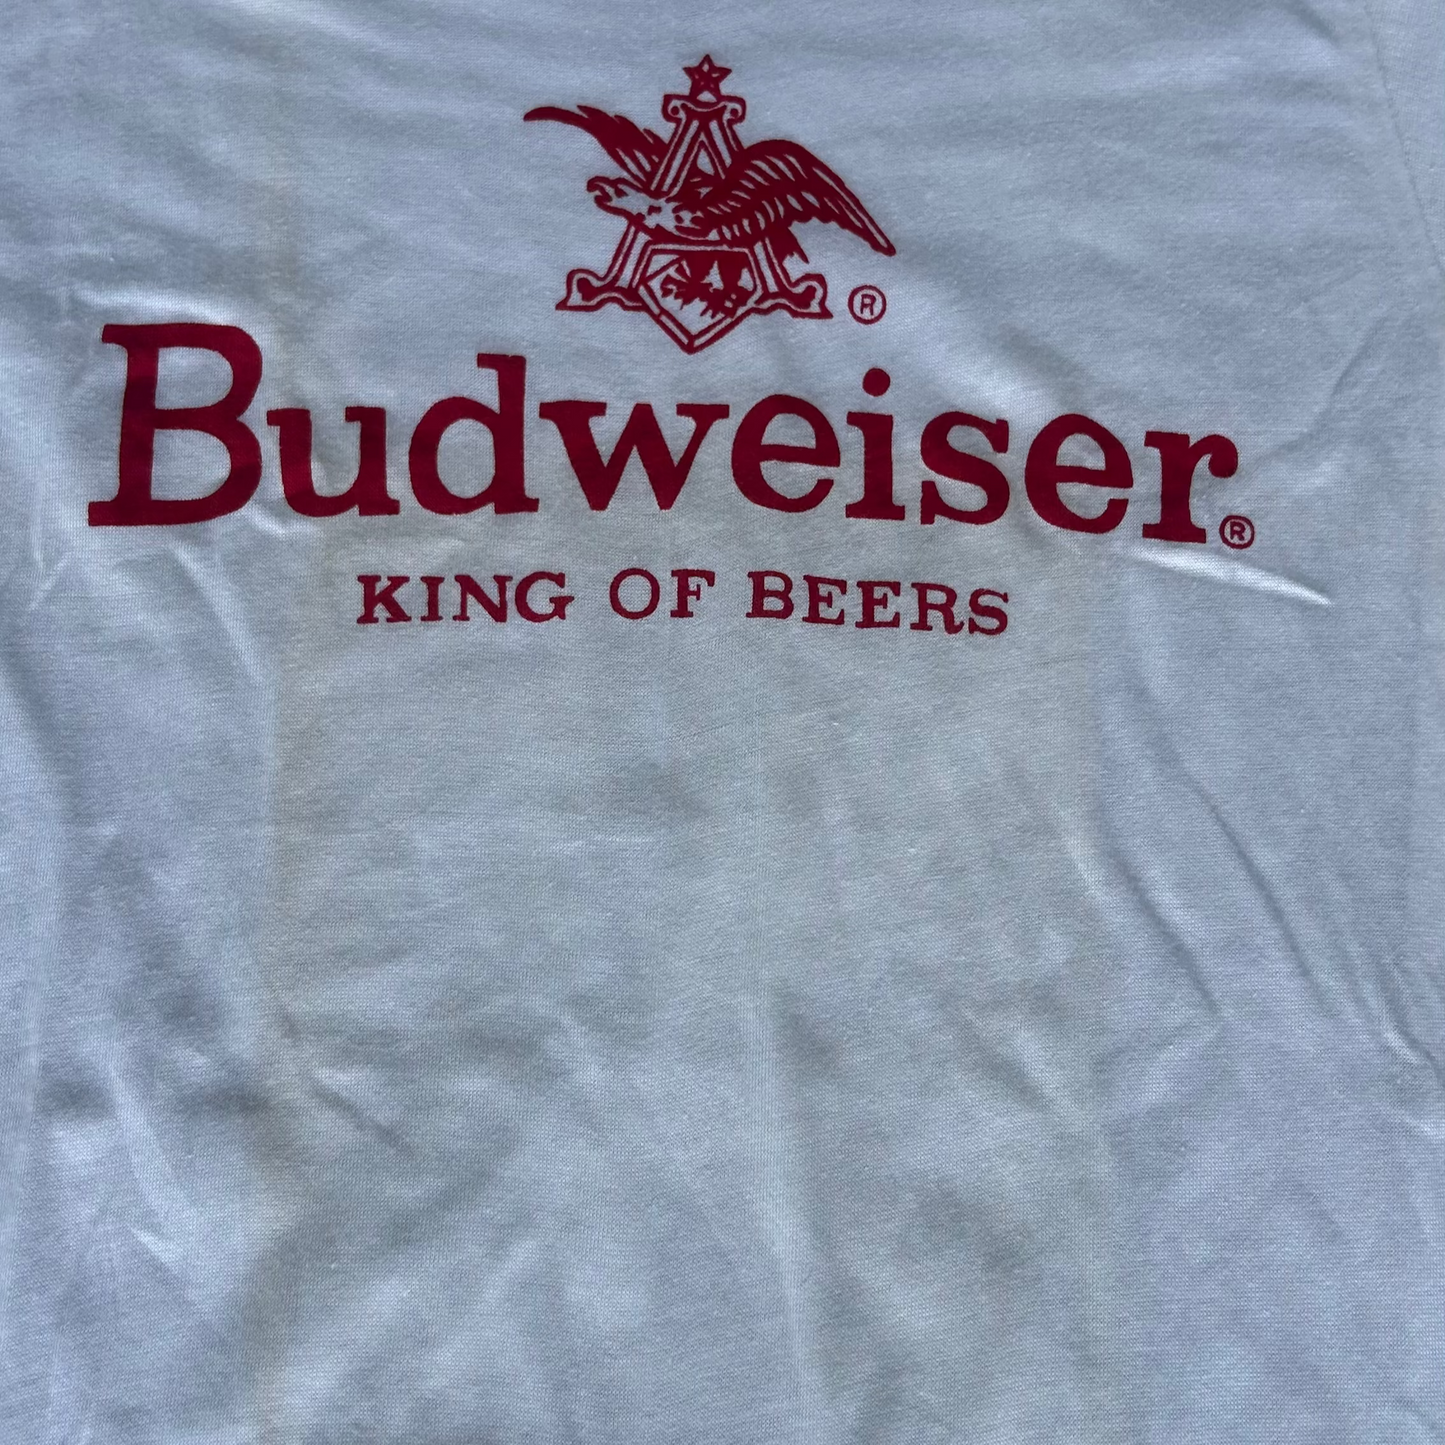 A ®
Budweiser®
KING OF BEERS